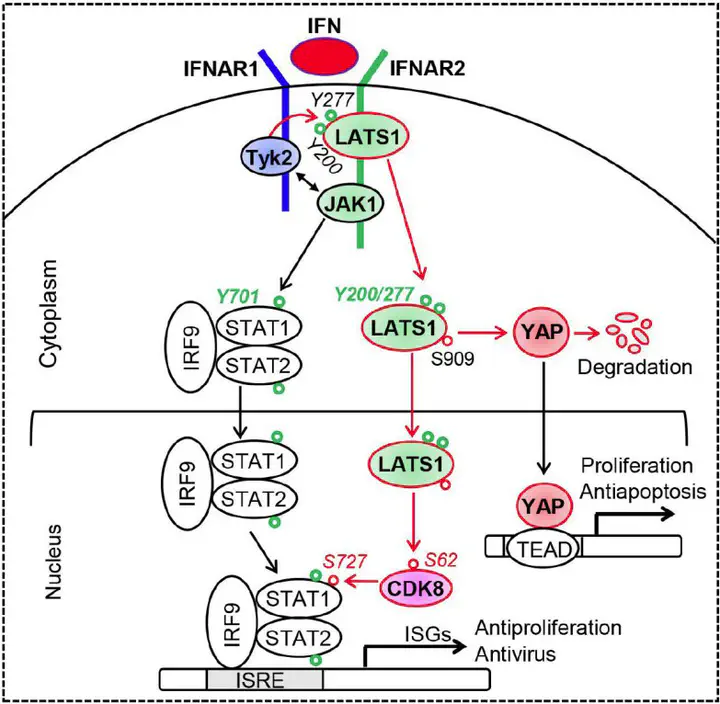 IFN
IFNAR1
IFNAR2
Y277
LATS1
Tyk2
Y200
JAK1
Cytoplasm
Y701
Y200/277
IRF9
STAT1
STAT2
LATS1
S909
YAP
Degradation
Nucleus
IRF9
STAT1
STAT2
LATS1
Proliferation
Antiapoptosis
YAP
TEAD
S727
S62
CDK8
IRF9
STAT1
STAT2
ISGs
Antiproliferation
Antivirus
ISRE